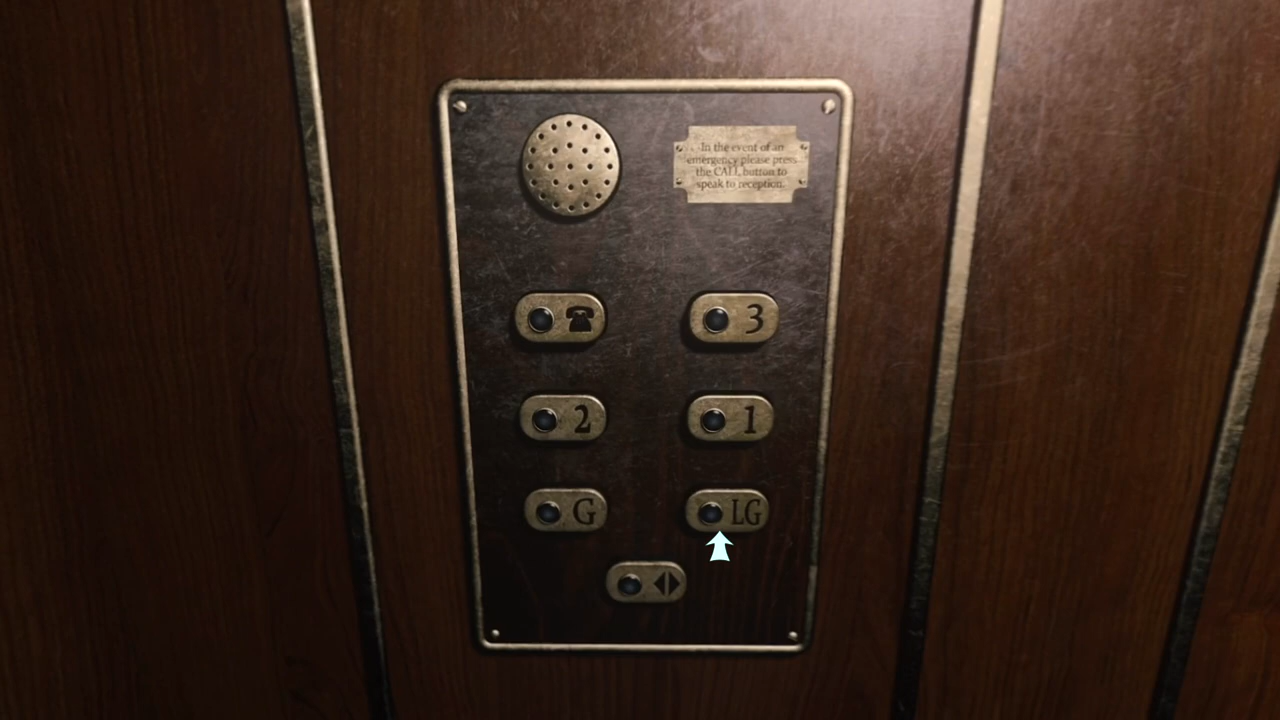 In the event of an
emergency please press
the CALL button to
speak to reception.
3
2
1
G
LG